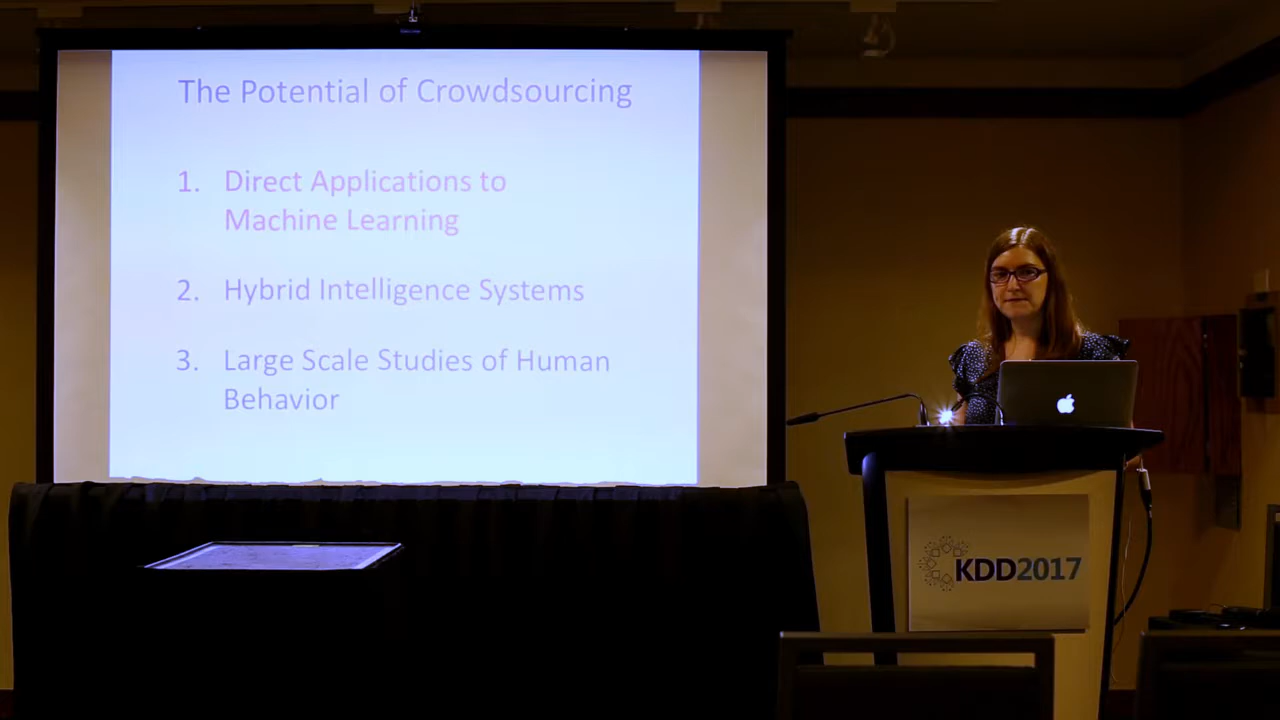 The Potential of Crowdsourcing
1. Direct Applications to
Machine Learning
2. Hybrid Intelligence Systems
3. Large Scale Studies of Human
Behavior
KDD2017